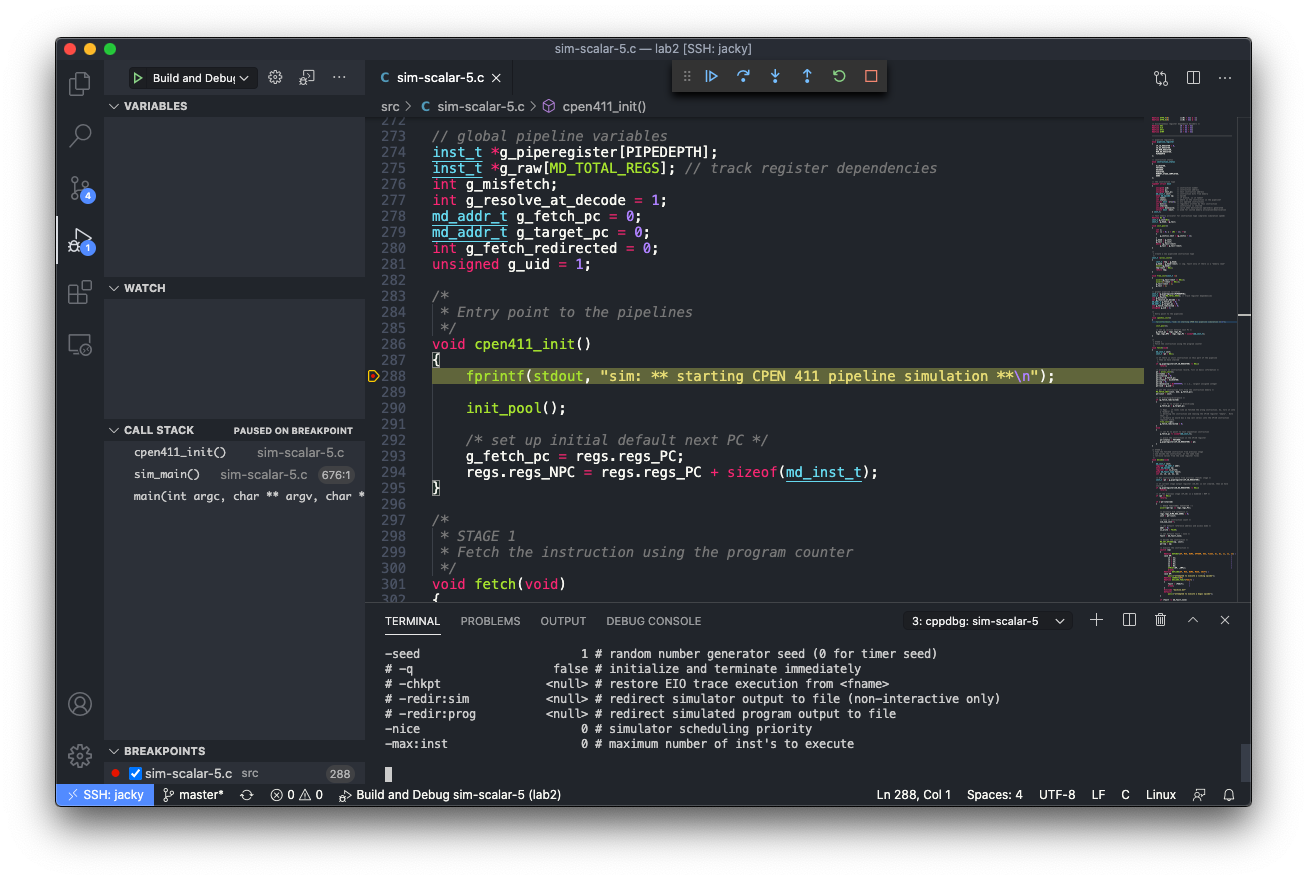 sim-scalar-5.c — lab2 [SSH: jacky]
Build and Debu
VARIABLES
WATCH
CALL STACK PAUSED ON BREAKPOINT
cpen411_init() sim-scalar-5.c
sim_main() sim-scalar-5.c 676:1
main(int argc, char ** argv, char *
BREAKPOINTS
sim-scalar-5.c src 288
4
1
C sim-scalar-5.c
src > C sim-scalar-5.c > cpen411_init()
272
273 // global pipeline variables
274 inst_t *g_piperegister[PIPEDEPTH];
275 inst_t *g_raw[MD_TOTAL_REGS]; // track register dependencies
276 int g_misfetch;
277 int g_resolve_at_decode = 1;
278 md_addr_t g_fetch_pc = 0;
279 md_addr_t g_target_pc = 0;
280 int g_fetch_redirected = 0;
281 unsigned g_uid = 1;
282
283 /*
284 * Entry point to the pipelines
285 */
286 void cpen411_init()
287 {
288 fprintf(stdout, "sim: ** starting CPEN 411 pipeline simulation **\n");
289
290 init_pool();
291
292 /* set up initial default next PC */
293 g_fetch_pc = regs.regs_PC;
294 regs.regs_NPC = regs.regs_PC + sizeof(md_inst_t);
295 }
296
297 /*
298 * STAGE 1
299 * Fetch the instruction using the program counter
300 */
301 void fetch(void)
302 {
TERMINAL PROBLEMS OUTPUT DEBUG CONSOLE 3: cppdbg: sim-scalar-5
-seed 1 # random number generator seed (0 for timer seed)
# -q false # initialize and terminate immediately
# -chkpt <null> # restore EIO trace execution from <fname>
# -redir:sim <null> # redirect simulator output to file (non-interactive only)
# -redir:prog <null> # redirect simulated program output to file
-nice 0 # simulator scheduling priority
-max:inst 0 # maximum number of inst's to execute
SSH: jacky master* 0 0 Build and Debug sim-scalar-5 (lab2) Ln 288, Col 1 Spaces: 4 UTF-8 LF C Linux